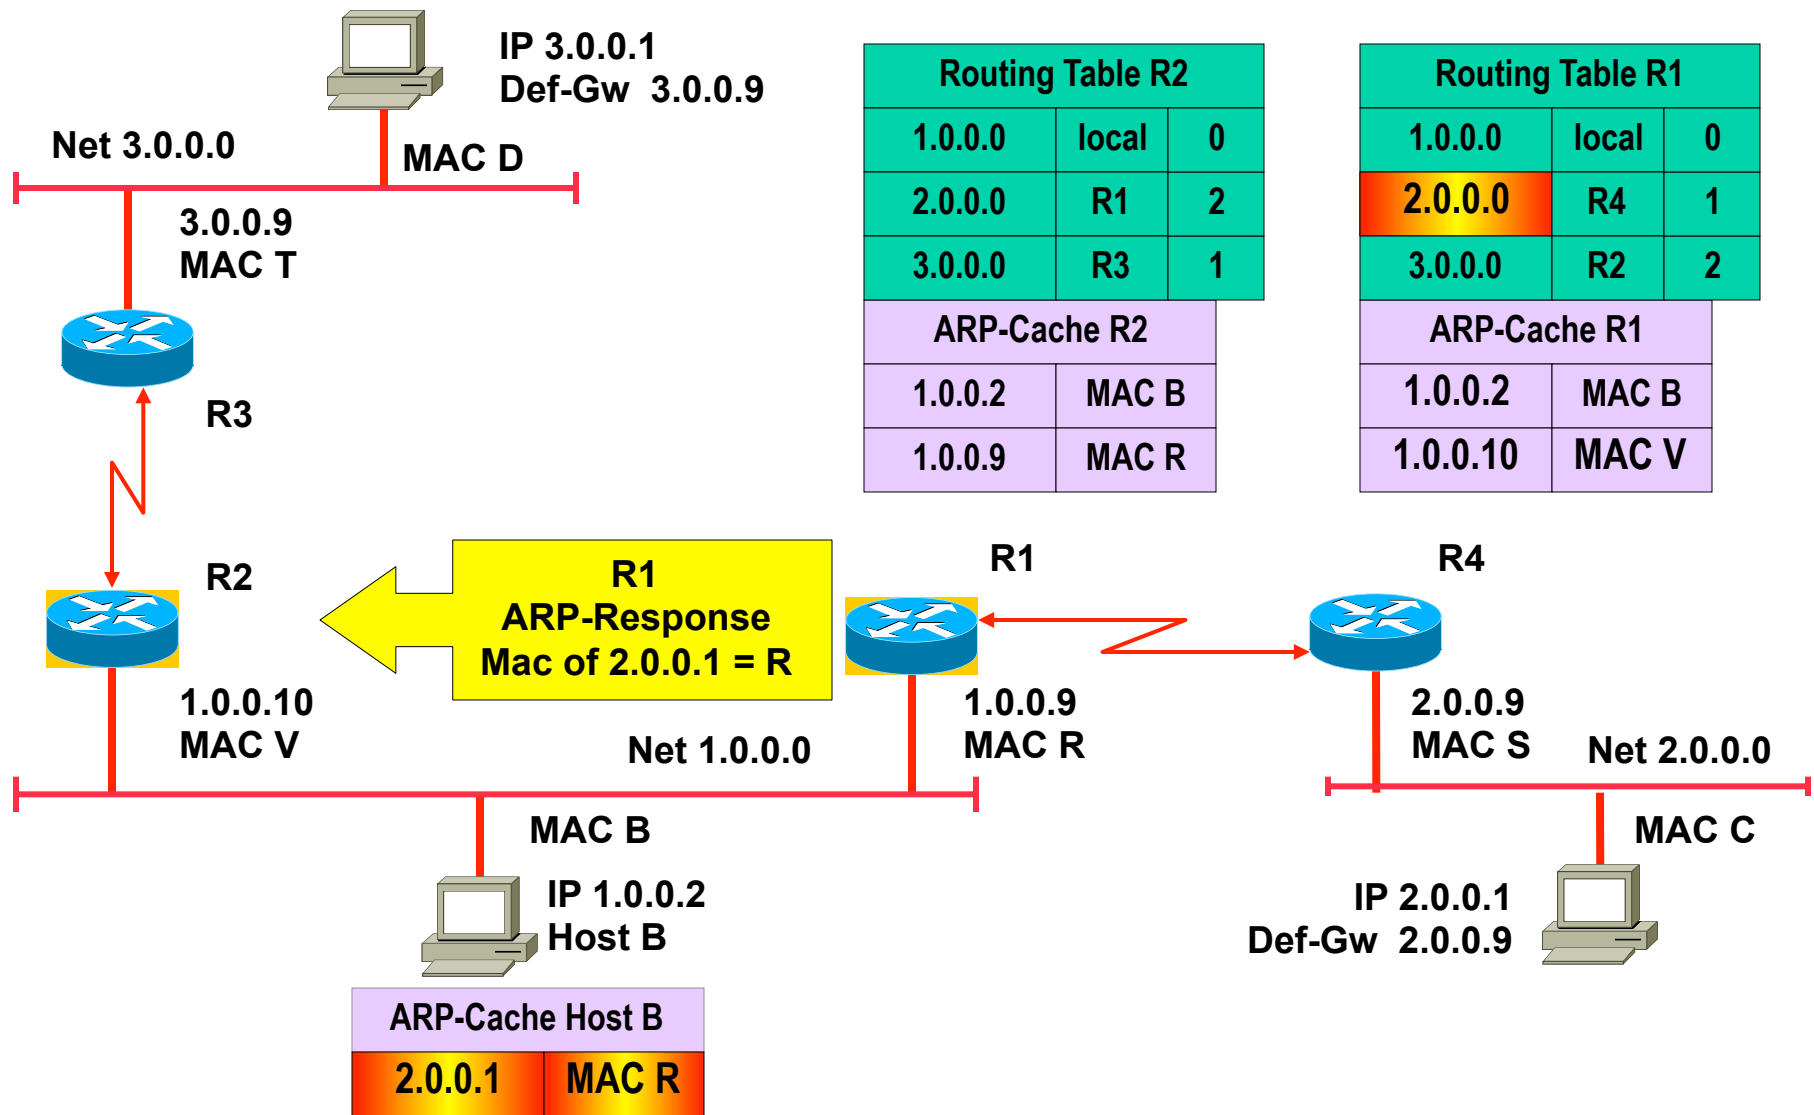 IP 3.0.0.1
Def-Gw 3.0.0.9
Net 3.0.0.0
MAC D
3.0.0.9
MAC T
R3
Routing Table R2
1.0.0.0 local 0
2.0.0.0 R1 2
3.0.0.0 R3 1
ARP-Cache R2
1.0.0.2 MAC B
1.0.0.9 MAC R
Routing Table R1
1.0.0.0 local 0
2.0.0.0 R4 1
3.0.0.0 R2 2
ARP-Cache R1
1.0.0.2 MAC B
1.0.0.10 MAC V
R2
R1
ARP-Response
Mac of 2.0.0.1 = R
R1
R4
1.0.0.10
MAC V
Net 1.0.0.0
1.0.0.9
MAC R
2.0.0.9
MAC S
Net 2.0.0.0
MAC B
MAC C
IP 1.0.0.2
Host B
IP 2.0.0.1
Def-Gw 2.0.0.9
ARP-Cache Host B
2.0.0.1 MAC R